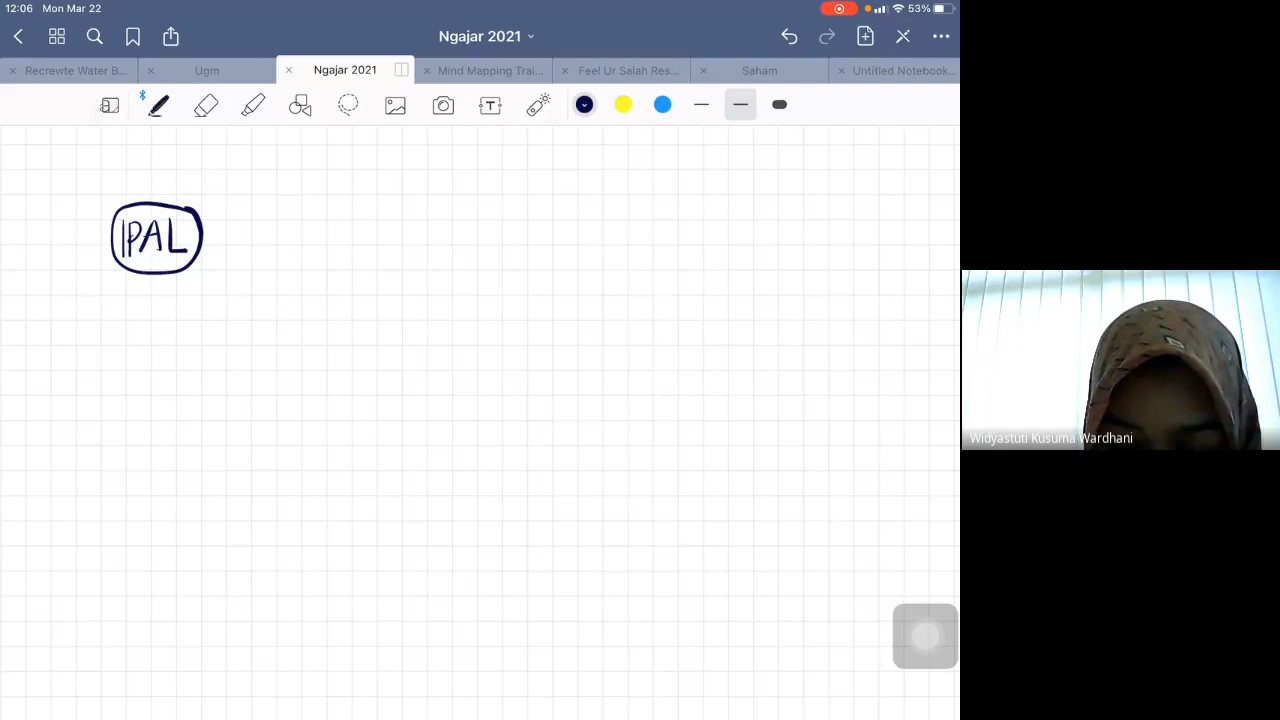 12:06 Mon Mar 22 53%
Ngajar 2021
Recrewte Water B... Ugm Ngajar 2021 Mind Mapping Trai... Feel Ur Salah Res... Saham Untitled Notebook...
T
IPAL
Widyastuti Kusuma Wardhani